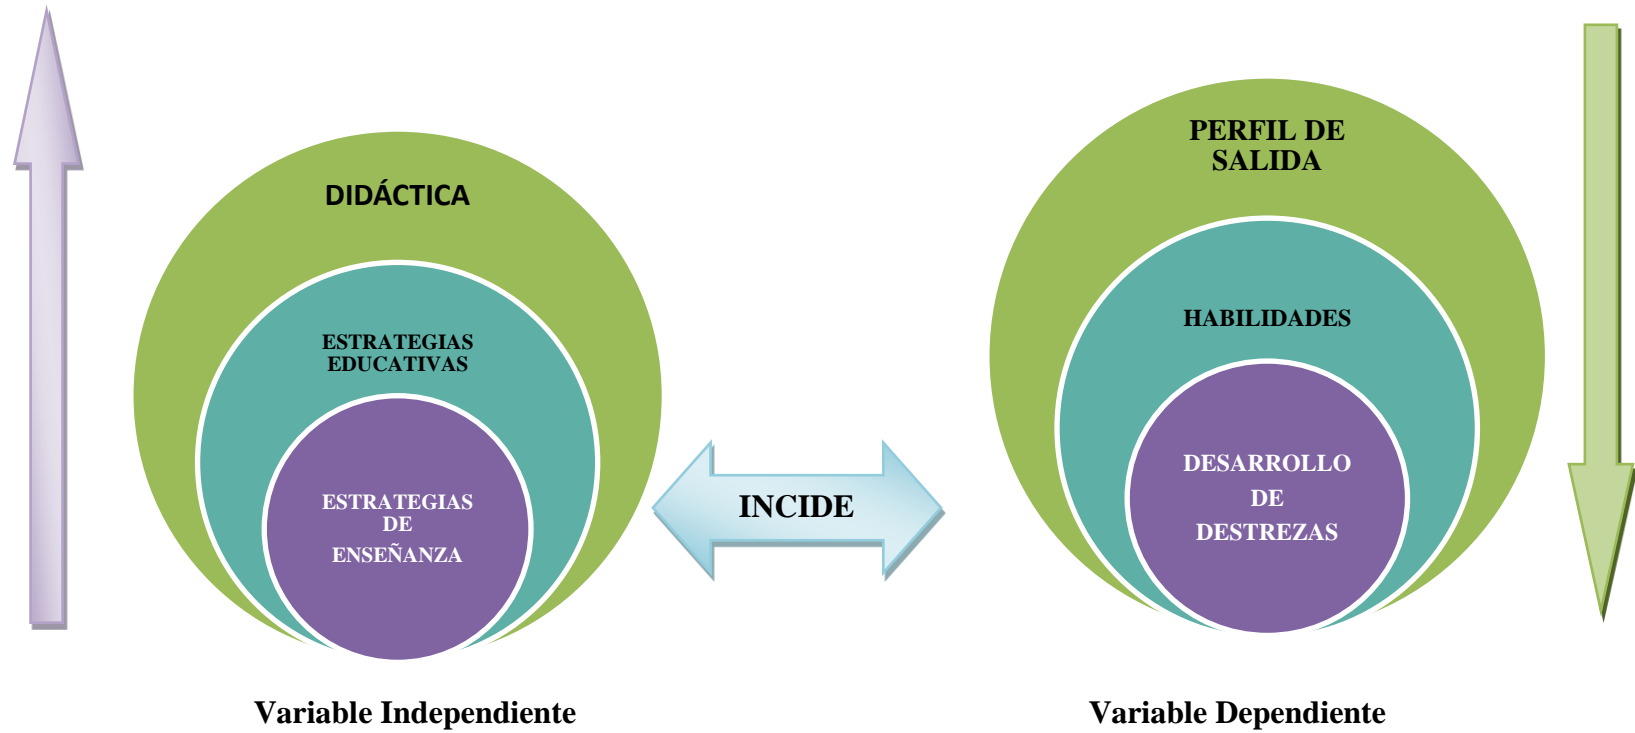 DIDÁCTICA
ESTRATEGIAS
EDUCATIVAS
ESTRATEGIAS
DE
ENSEÑANZA
INCIDE
PERFIL DE
SALIDA
HABILIDADES
DESARROLLO
DE
DESTREZAS
Variable Independiente
Variable Dependiente